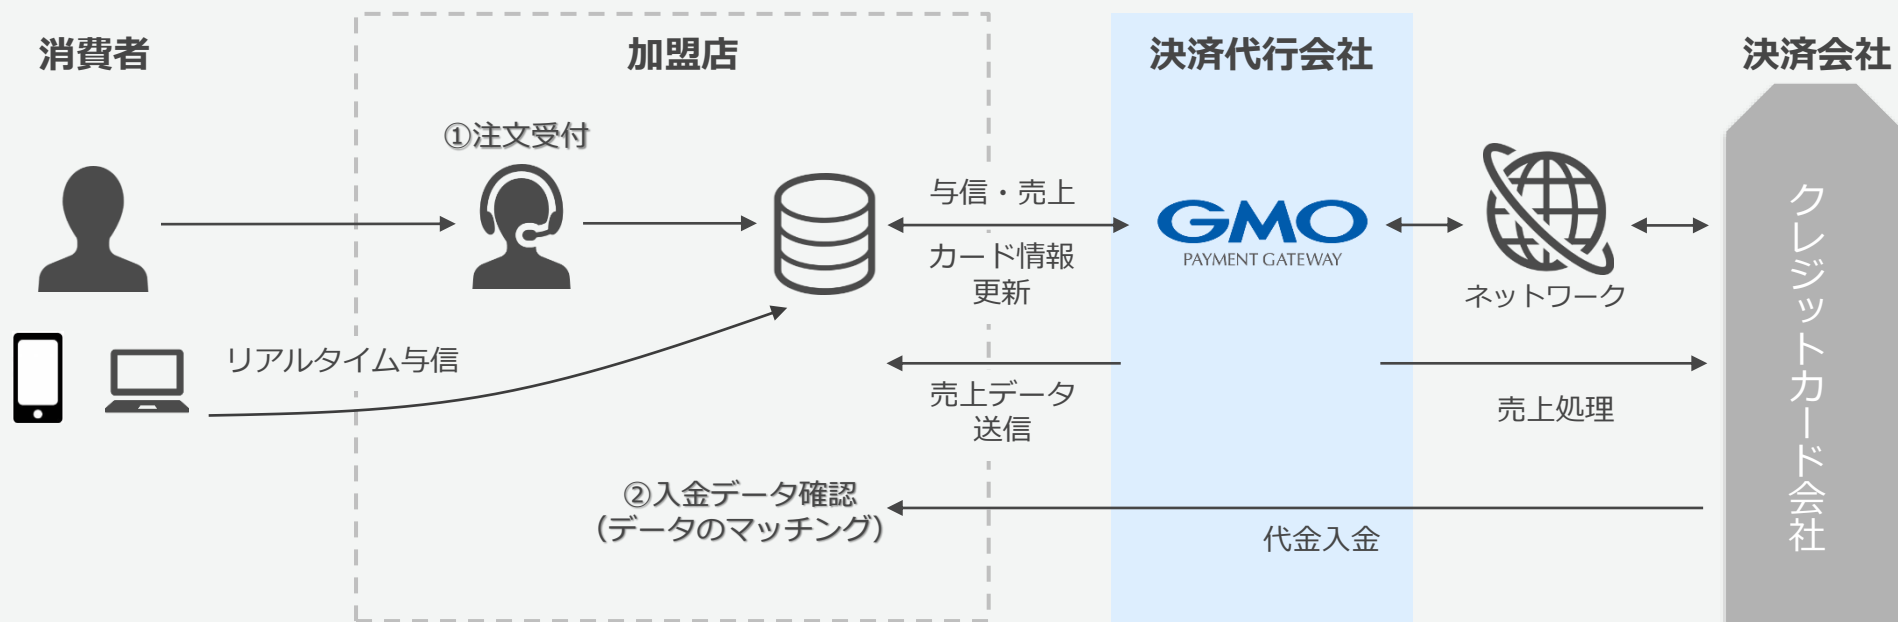 消費者
加盟店
決済代行会社
決済会社
①注文受付
与信・売上
カード情報
更新
GMO
PAYMENT GATEWAY
ネットワーク
クレジットカード会社
リアルタイム与信
売上データ
送信
売上処理
②入金データ確認
（データのマッチング）
代金入金